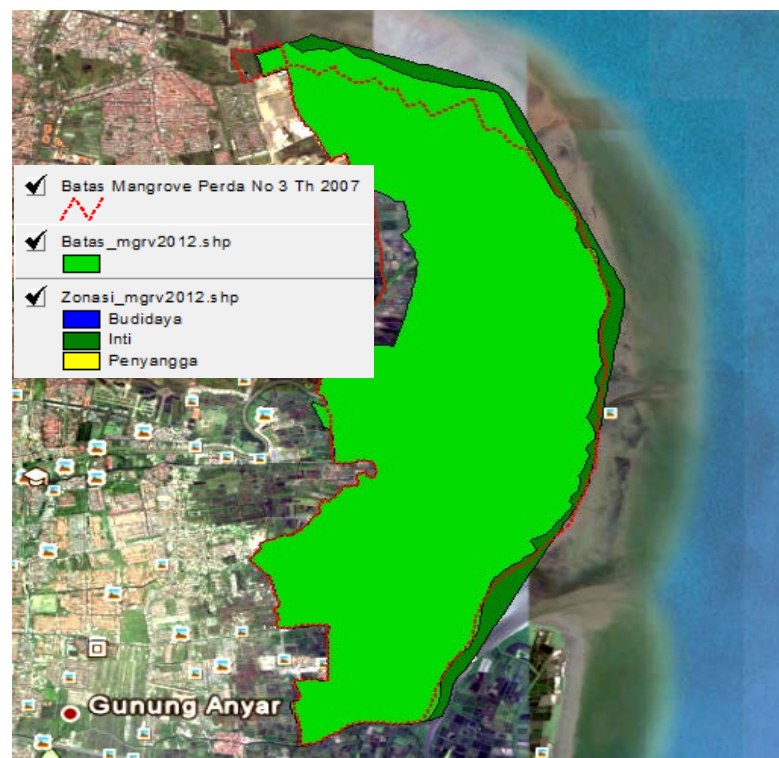 Batas Mangrove Perda No 3 Th 2007
Batas_mgrv2012.shp
Zonasi_mgrv2012.shp
Budidaya
Inti
Penyangga
Gunung Anyar